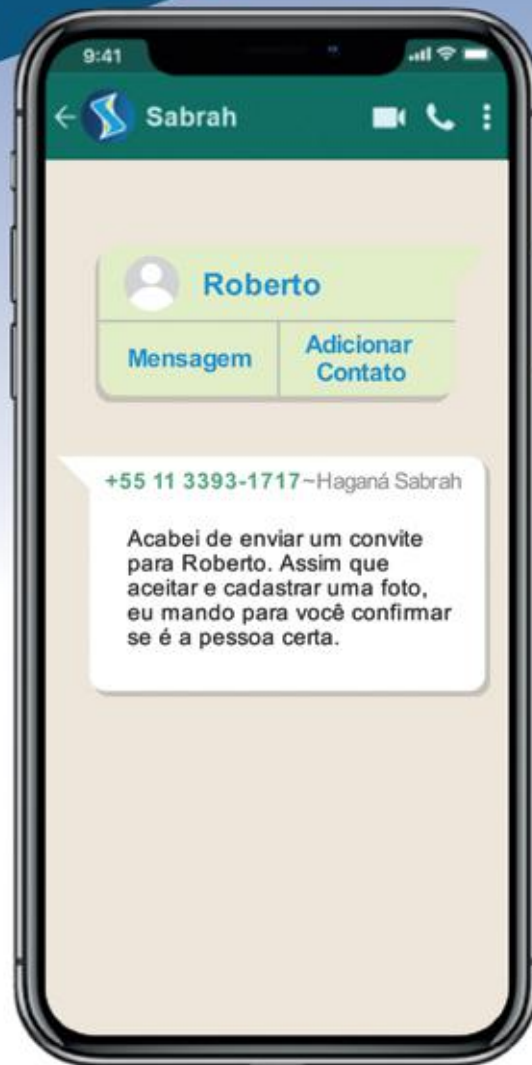 9:41
Sabrah
Roberto
Mensagem
Adicionar
Contato
+55 11 3393-1717~Haganá Sabrah
Acabei de enviar um convite
para Roberto. Assim que
aceitar e cadastrar uma foto,
eu mando para você confirmar
se é a pessoa certa.